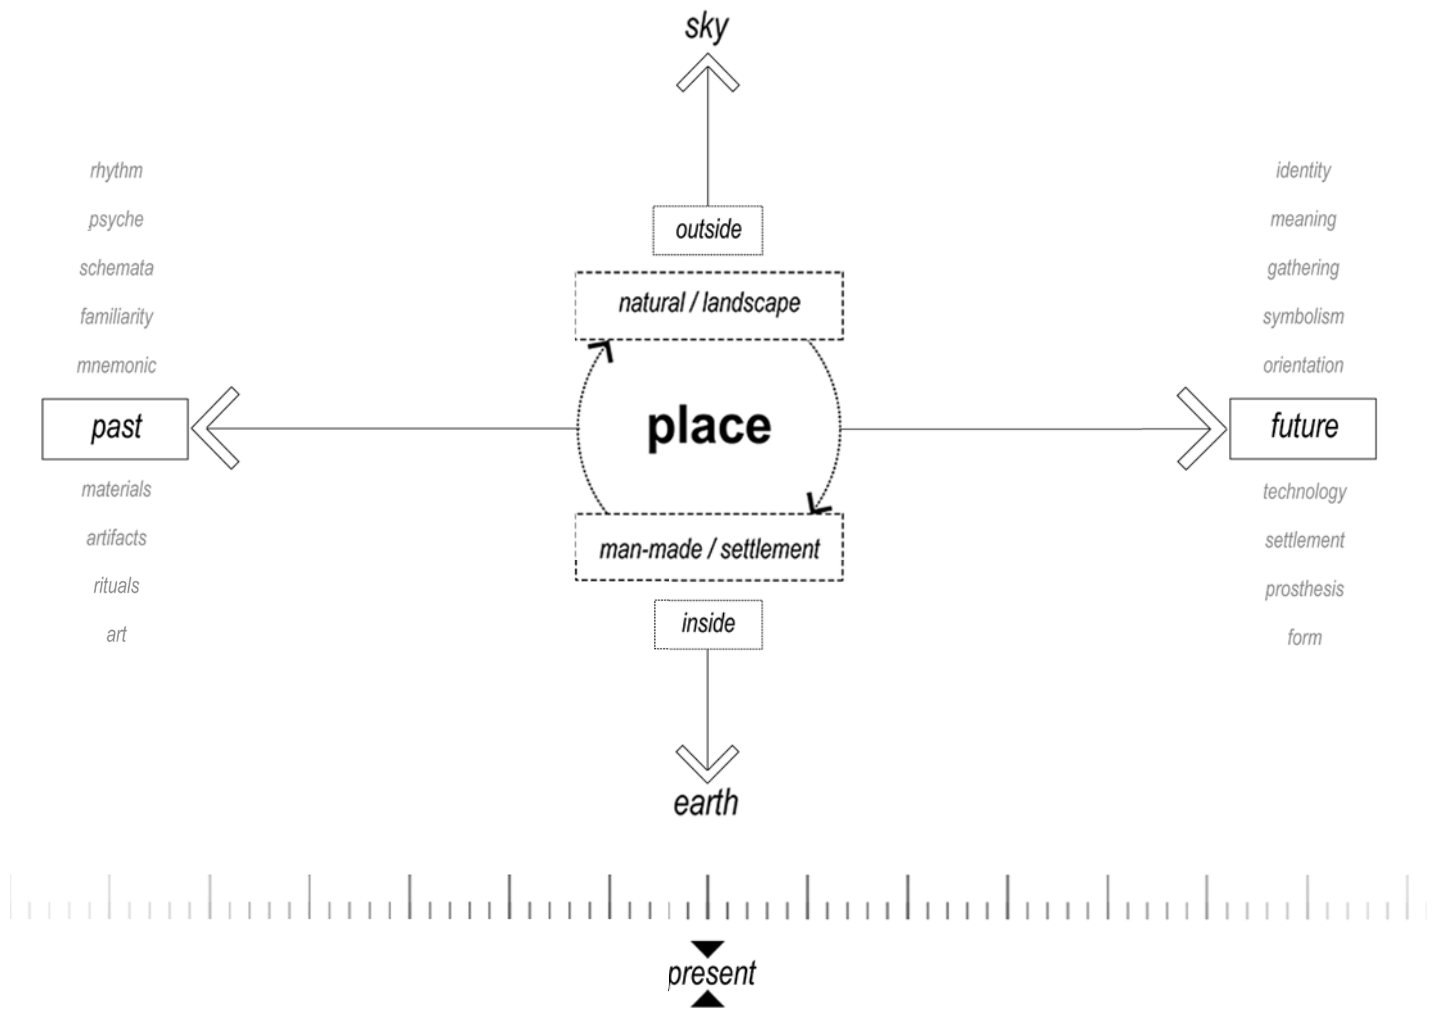 sky
outside
natural / landscape
place
man-made / settlement
inside
earth
rhythm
psyche
schemata
familiarity
mnemonic
past
materials
artifacts
rituals
art
identity
meaning
gathering
symbolism
orientation
future
technology
settlement
prosthesis
form
present